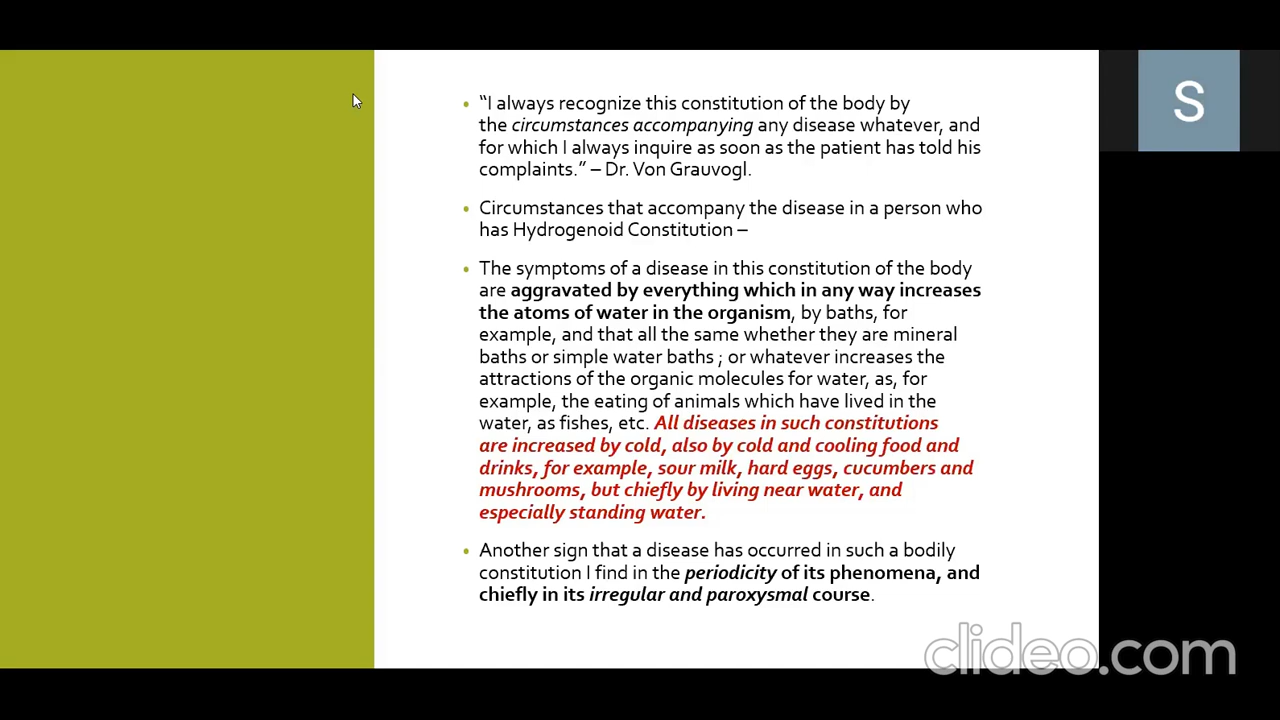 • “I always recognize this constitution of the body by
the circumstances accompanying any disease whatever, and
for which I always inquire as soon as the patient has told his
complaints.” – Dr. Von Grauvogl.
• Circumstances that accompany the disease in a person who
has Hydrogenoid Constitution –
• The symptoms of a disease in this constitution of the body
are aggravated by everything which in any way increases
the atoms of water in the organism, by baths, for
example, and that all the same whether they are mineral
baths or simple water baths ; or whatever increases the
attractions of the organic molecules for water, as, for
example, the eating of animals which have lived in the
water, as fishes, etc. All diseases in such constitutions
are increased by cold, also by cold and cooling food and
drinks, for example, sour milk, hard eggs, cucumbers and
mushrooms, but chiefly by living near water, and
especially standing water.
• Another sign that a disease has occurred in such a bodily
constitution I find in the periodicity of its phenomena, and
chiefly in its irregular and paroxysmal course.
S
clideo.com